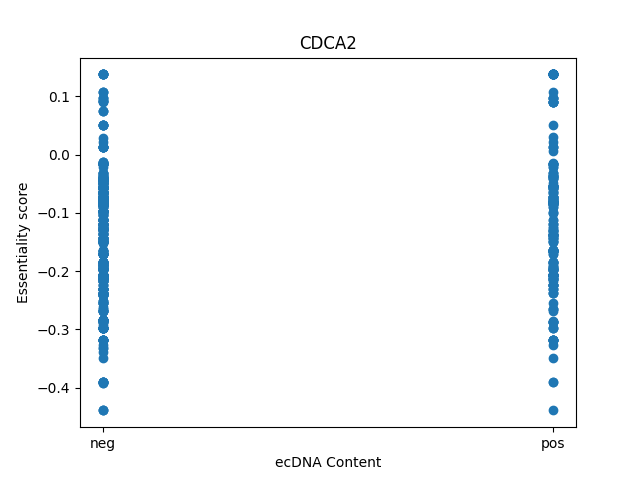 CDCA2
Essentiality score
0.1
0.0
−0.1
−0.2
−0.3
−0.4
neg
pos
ecDNA Content